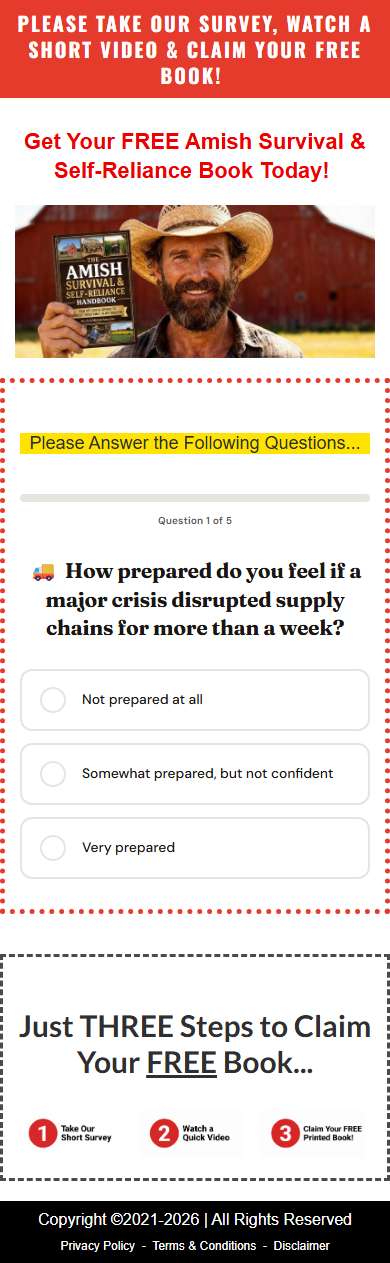 PLEASE TAKE OUR SURVEY, WATCH A
SHORT VIDEO & CLAIM YOUR FREE
BOOK!
Get Your FREE Amish Survival &
Self-Reliance Book Today!
THE
AMISH
SURVIVAL &
SELF-RELIANCE
HANDBOOK
Please Answer the Following Questions...
Question 1 of 5
How prepared do you feel if a
major crisis disrupted supply
chains for more than a week?
Not prepared at all
Somewhat prepared, but not confident
Very prepared
Just THREE Steps to Claim
Your FREE Book...
1 Take Our
Short Survey
2 Watch a
Quick Video
3 Claim Your FREE
Printed Book!
Copyright ©2021-2026 | All Rights Reserved
Privacy Policy - Terms & Conditions - Disclaimer